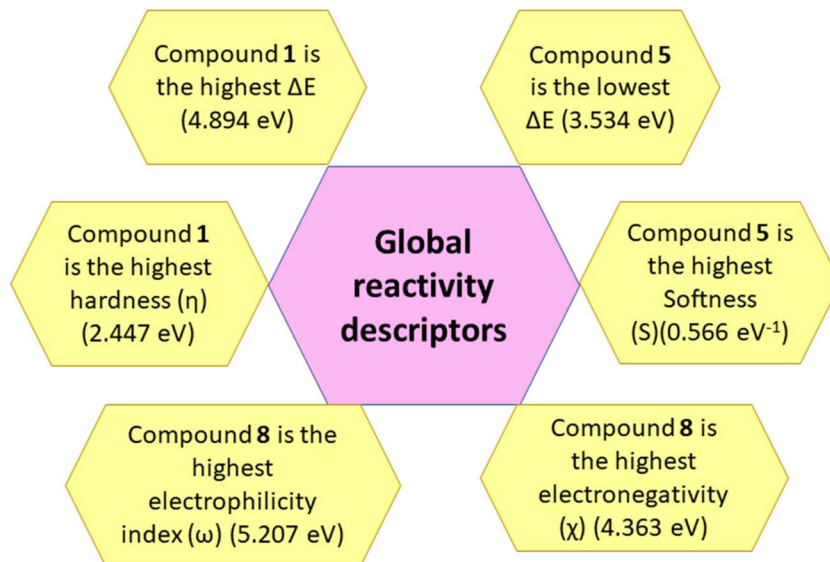 Compound 1 is
the highest ΔE
(4.894 eV)
Compound 5
is the lowest
ΔE (3.534 eV)
Compound 1
is the highest
hardness (η)
(2.447 eV)
Global
reactivity
descriptors
Compound 5 is
the highest
Softness
(S)(0.566 eV⁻¹)
Compound 8 is the
highest
electrophilicity
index (ω) (5.207 eV)
Compound 8 is
the highest
electronegativity
(χ) (4.363 eV)